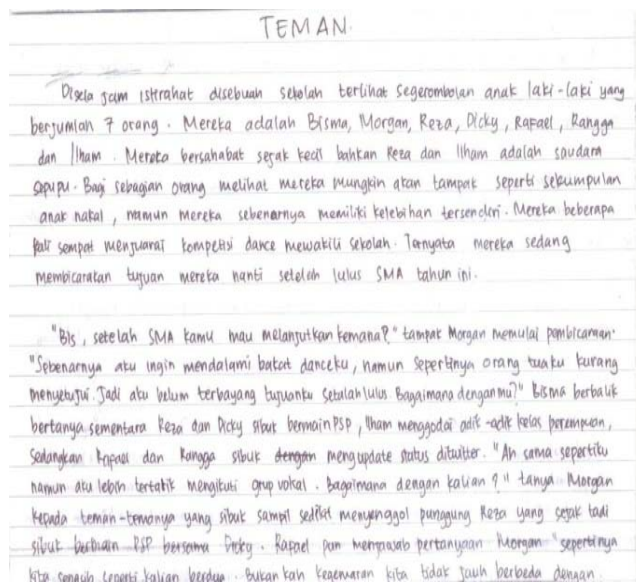 TEMAN.
Disela jam istirahat disebuah sekolah terlihat segerombolan anak laki-laki yang
berjumlah 7 orang. Mereka adalah Bisma, Morgan, Reza, Dicky, Rafael, Rangga
dan Ilham. Mereka bersahabat sejak kecil bahkan Reza dan Ilham adalah saudara
sepupu. Bagi sebagian orang melihat mereka mungkin akan tampak seperti sekumpulan
anak nakal, namun mereka sebenarnya memiliki kelebihan tersendiri. Mereka beberapa
kali sempat menjuarai kompetisi dance mewakili sekolah. Ternyata mereka sedang
membicarakan tujuan mereka nanti setelah lulus SMA tahun ini.
"Bis, setelah SMA kamu mau melanjutkan kemana?" tampak Morgan memulai pembicaraan.
"Sebenarnya aku ingin mendalami bakat danceku, namun sepertinya orang tuaku kurang
menyetujui. Jadi aku belum terbayang tujuanku setalah lulus. Bagaimana denganmu?" Bisma berbalik
bertanya sementara Reza dan Dicky sibuk bermain PSP, Ilham menggodai adik-adik kelas perempuan,
sedangkan Rafael dan Rangga sibuk dengan mengupdate status ditwitter. "Ah sama sepertitu
namun aku lebih tertarik mengikuti grup vokal. Bagaimana dengan kalian?" tanya Morgan
kepada teman-temanya yang sibuk sampil sedikit menyenggol punggung Reza yang sejak tadi
sibuk bermain PSP bersama Dicky. Rafael pun menjawab pertanyaan Morgan "sepertinya
kita sepertti kalian berdua. Bukan kah kegemaran kita tidak jauh berbeda dengan.